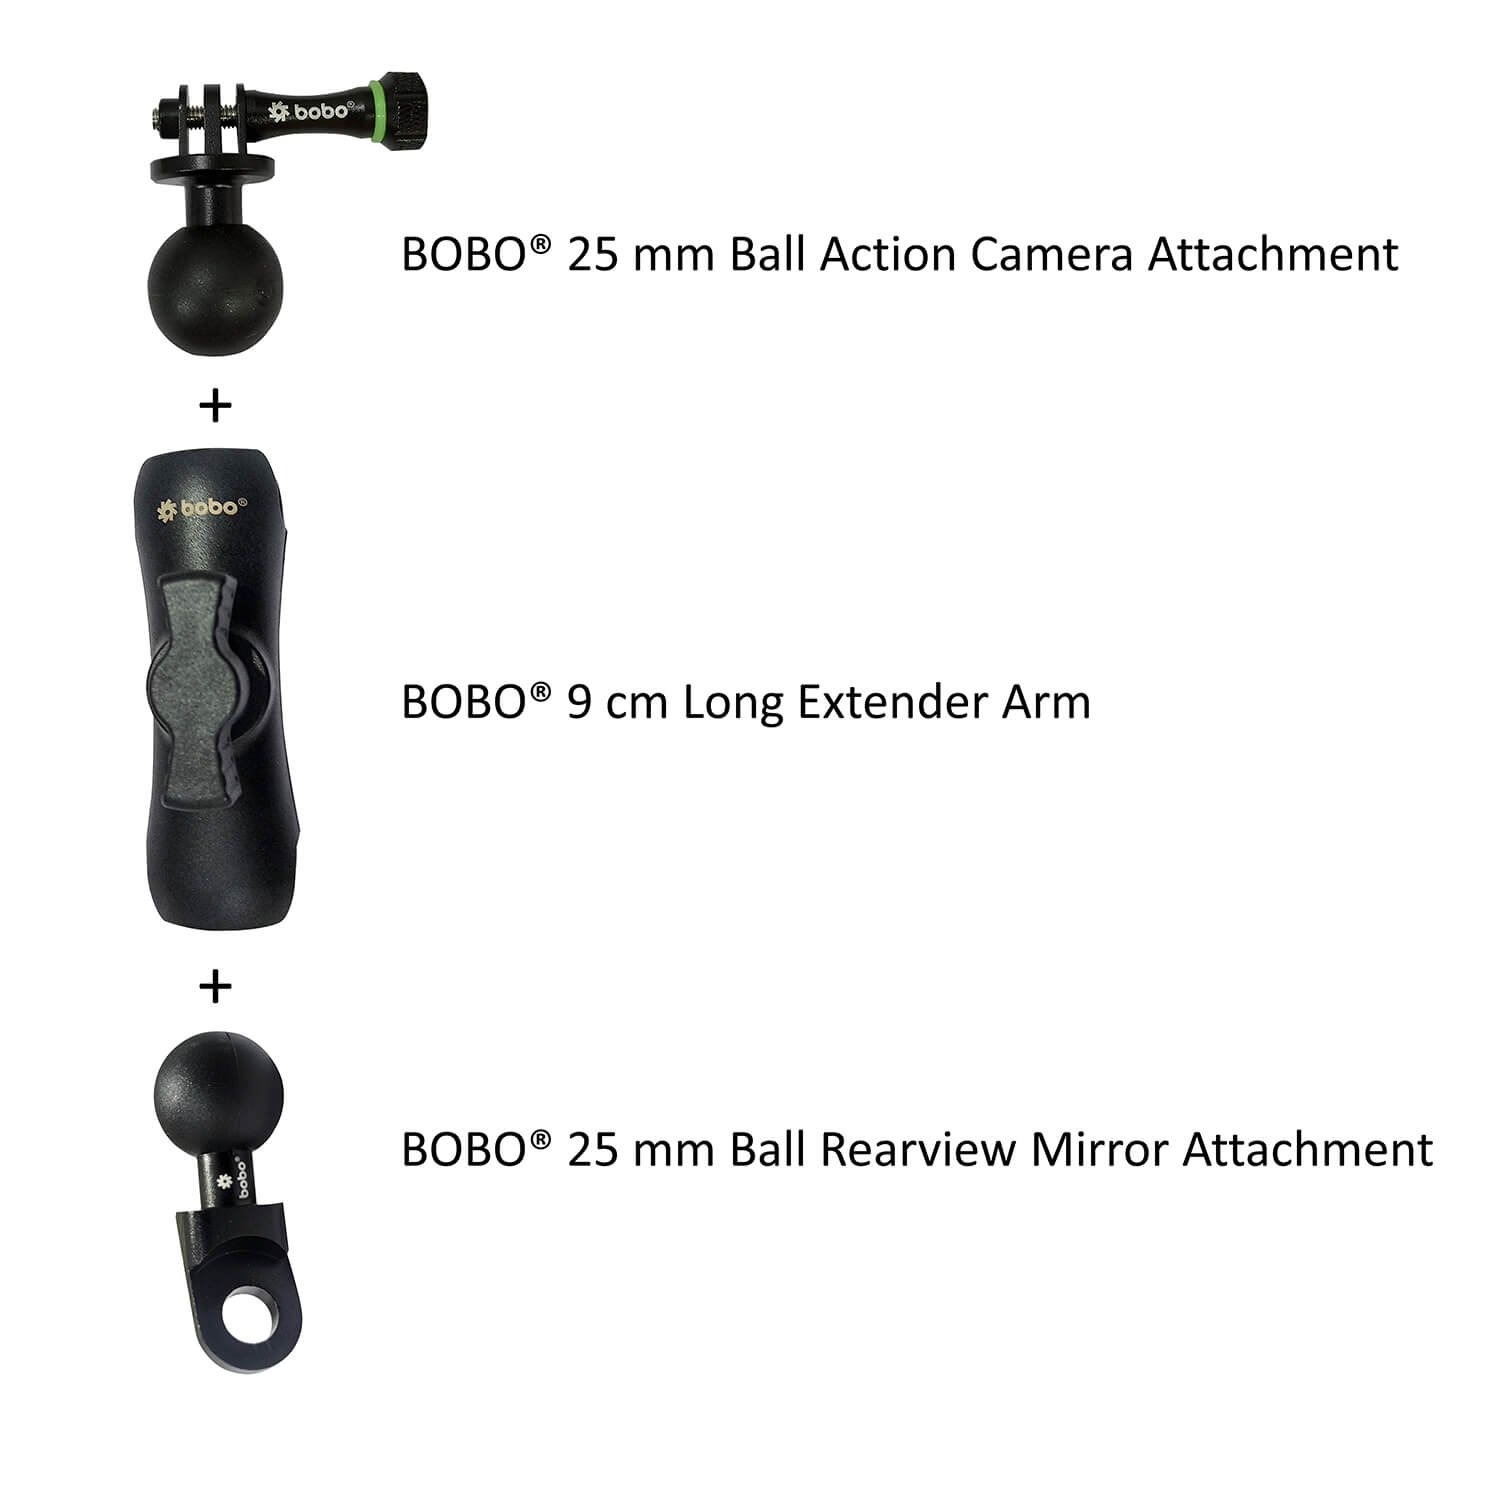 bobo®
BOBO® 25 mm Ball Action Camera Attachment
+
bobo®
BOBO® 9 cm Long Extender Arm
+
bobo®
BOBO® 25 mm Ball Rearview Mirror Attachment